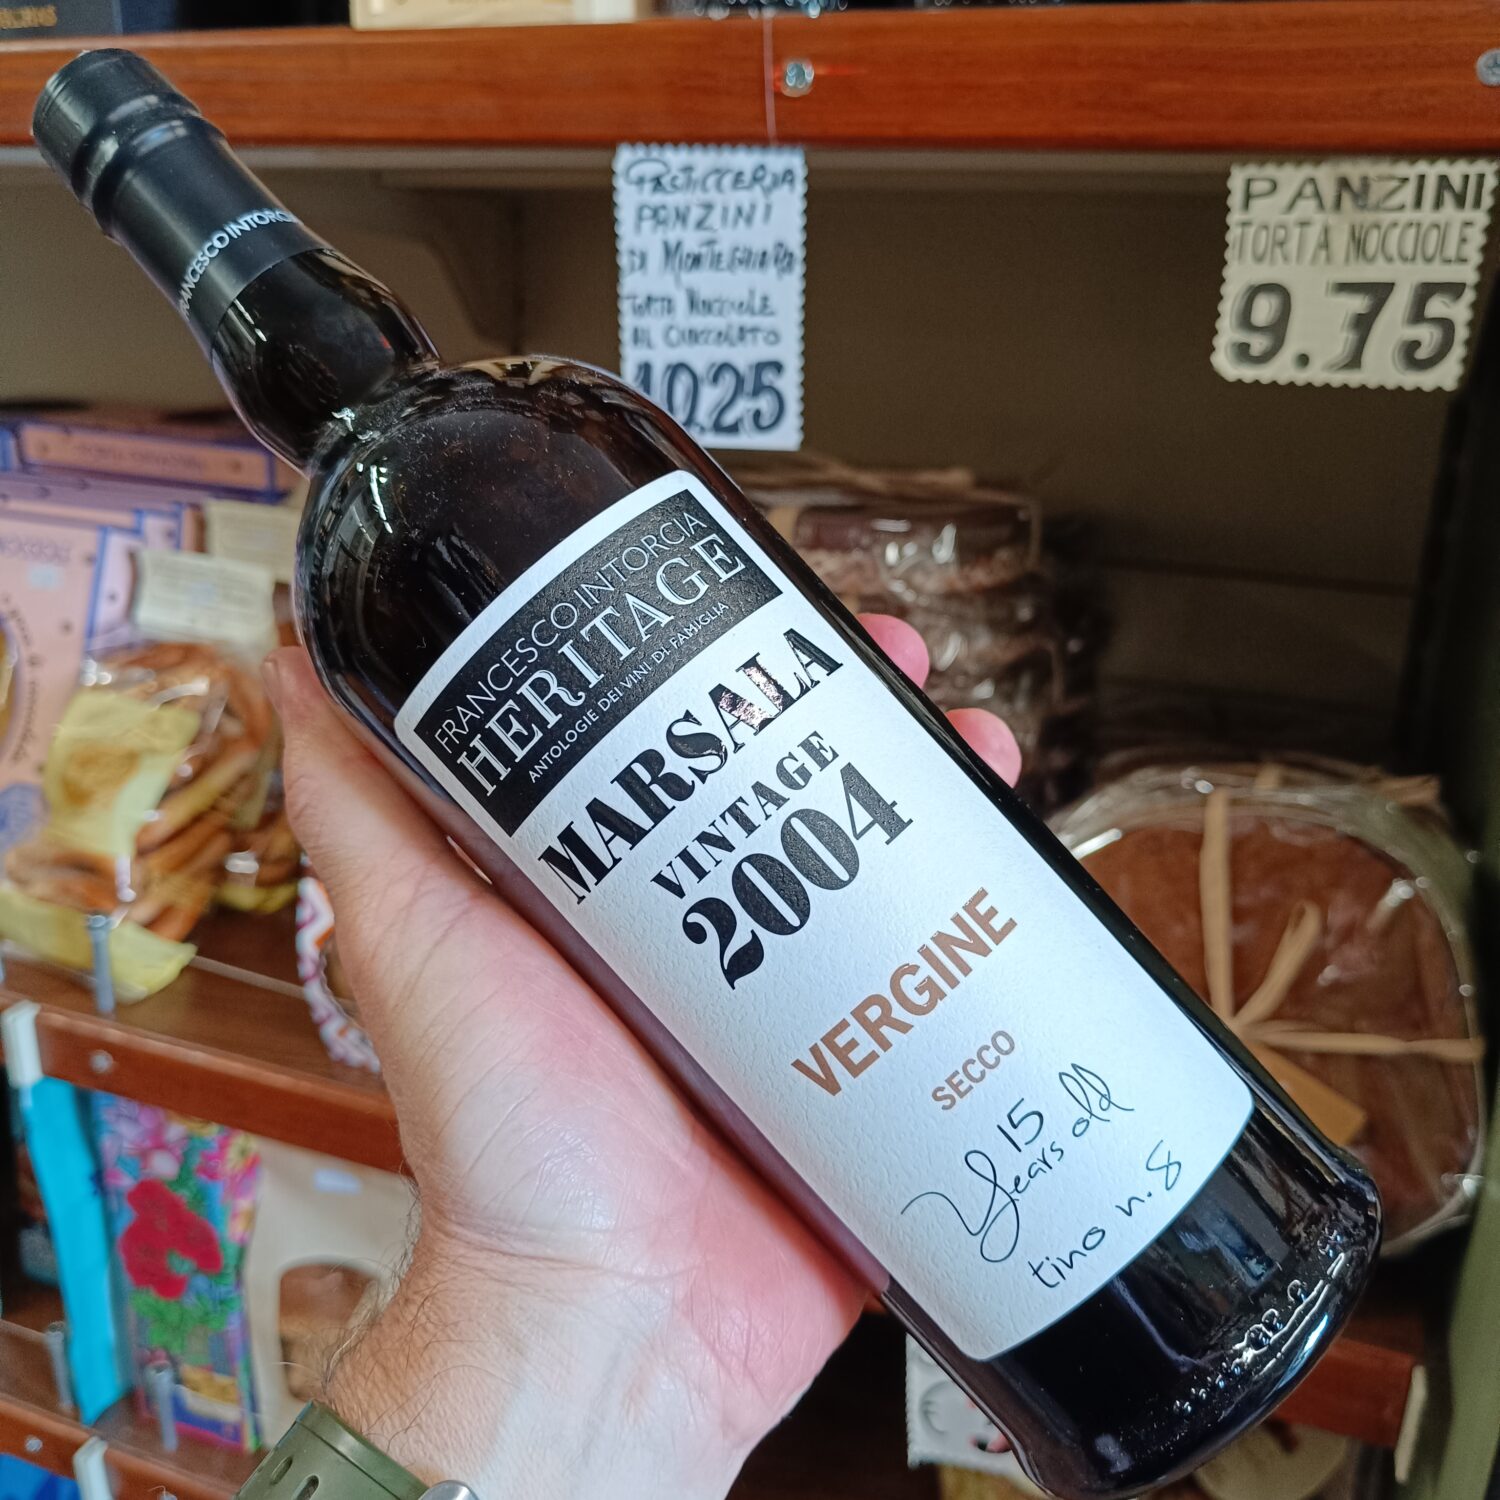 PASTICCERIA
PANZINI
DI MONTECHIARO
TORTA NOCCIOLE
AL CIOCCOLATO
10.25
PANZINI
TORTA NOCCIOLE
9.75
FRANCESCO INTORCIA
FRANCESCO INTORCIA
HERITAGE
ANTOLOGIE DEI VINI DI FAMIGLIA
MARSALA
VINTAGE
2004
VERGINE
SECCO
15
Years old
tino n. 8